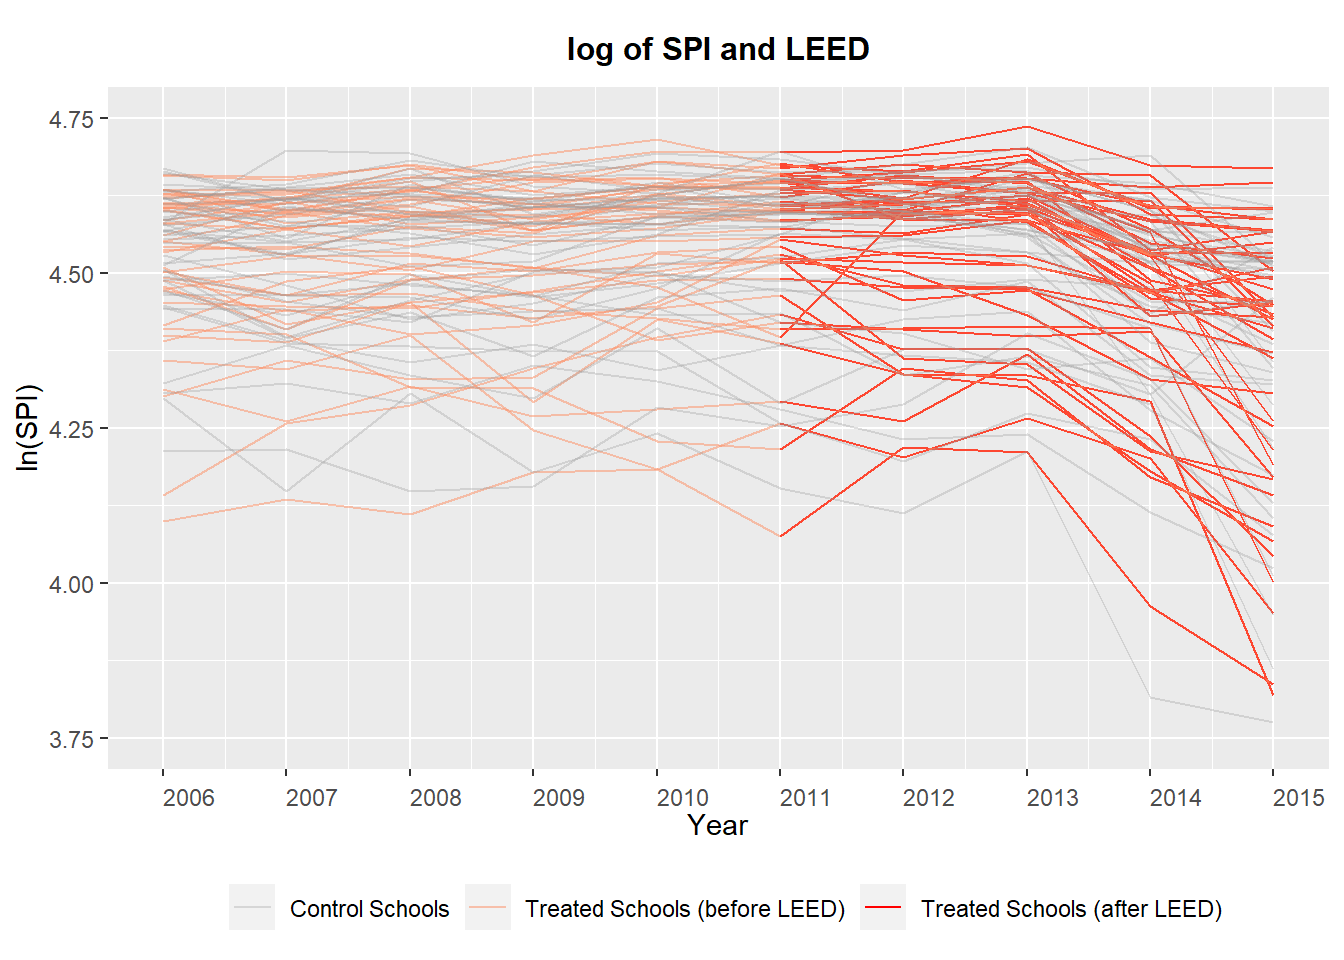 log of SPI and LEED
4.75
4.50
4.25
4.00
3.75
ln(SPI)
2006 2007 2008 2009 2010 2011 2012 2013 2014 2015
Year
Control Schools Treated Schools (before LEED) Treated Schools (after LEED)